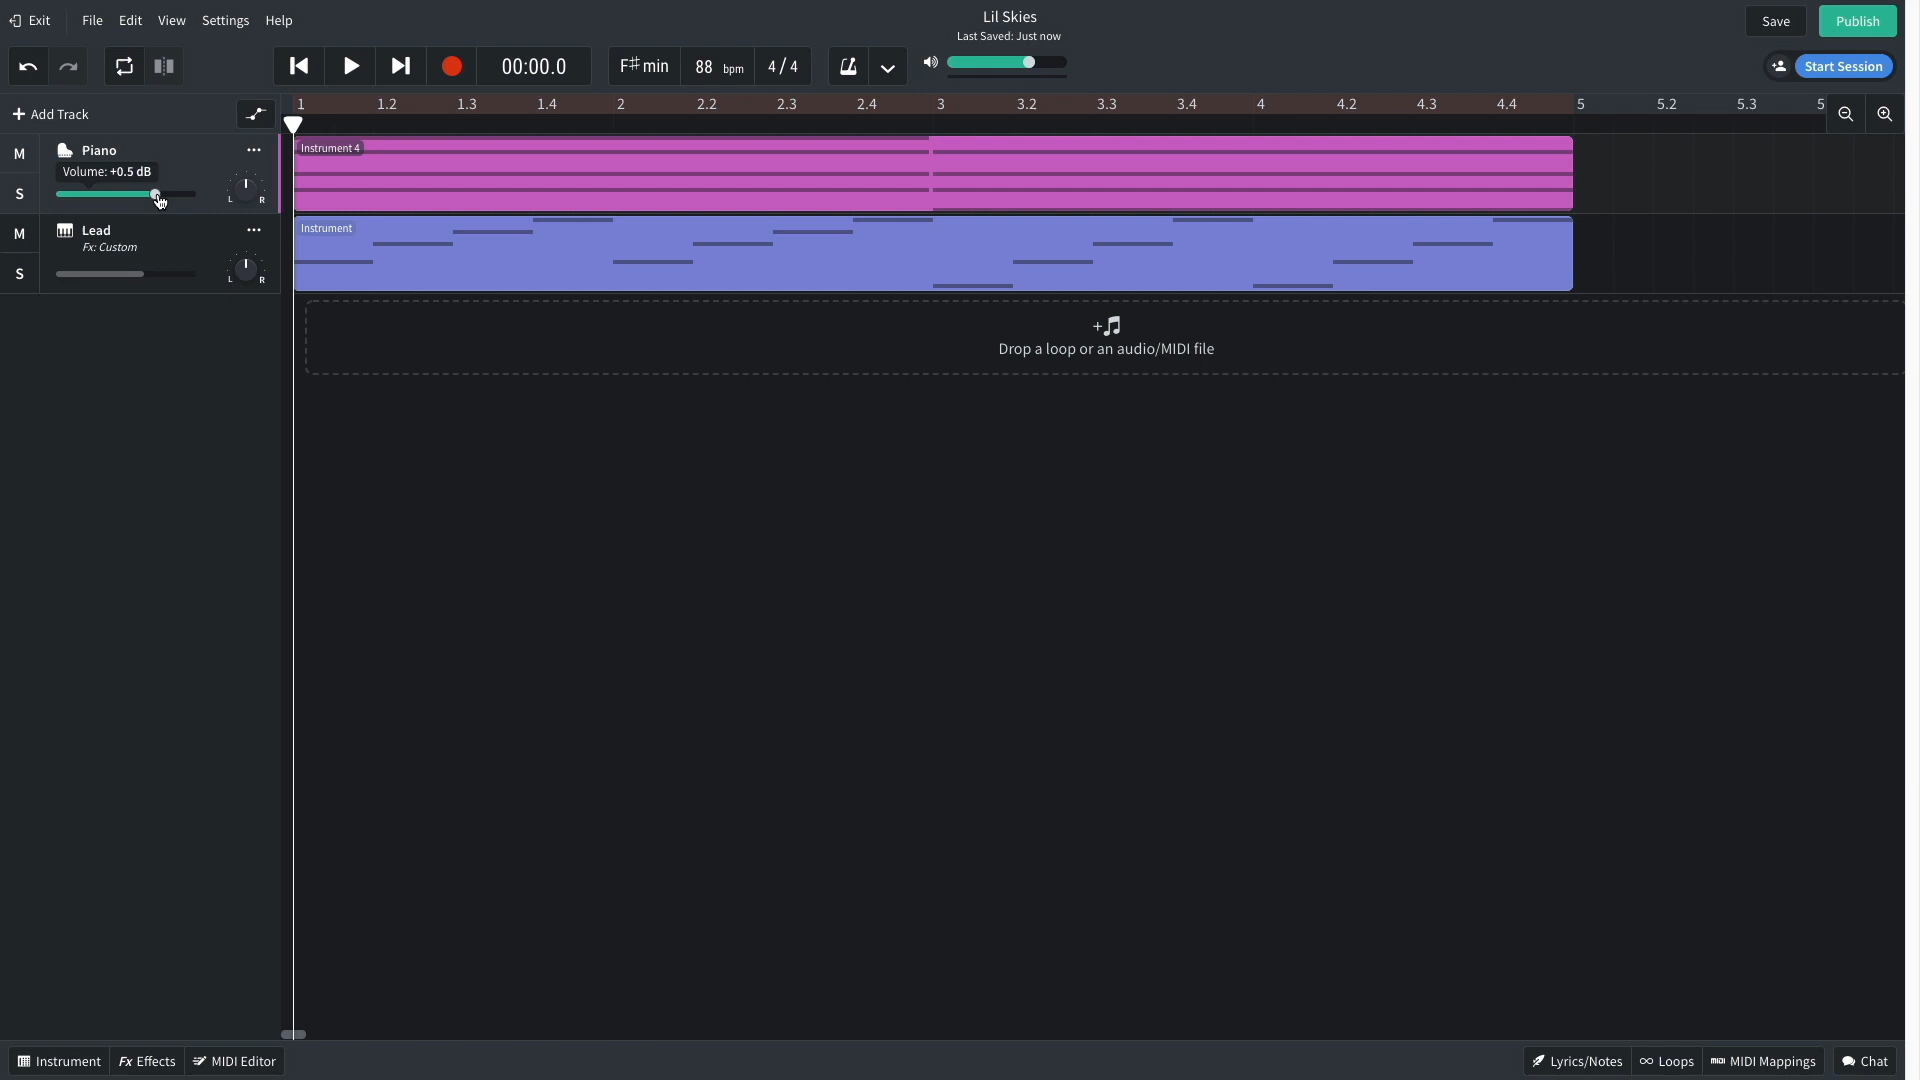 Exit File Edit View Settings Help
Lil Skies
Last Saved: Just now
Save Publish
00:00.0 F♯min 88 bpm 4 / 4
Start Session
+ Add Track
1 1.2 1.3 1.4 2 2.2 2.3 2.4 3 3.2 3.3 3.4 4 4.2 4.3 4.4 5 5.2 5.3 5
M Piano ...
Volume: +0.5 dB
S L R
Instrument 4
M Lead ...
Fx: Custom
S L R
Instrument
+
Drop a loop or an audio/MIDI file
Instrument Fx Effects MIDI Editor Lyrics/Notes Loops MIDI Mappings Chat